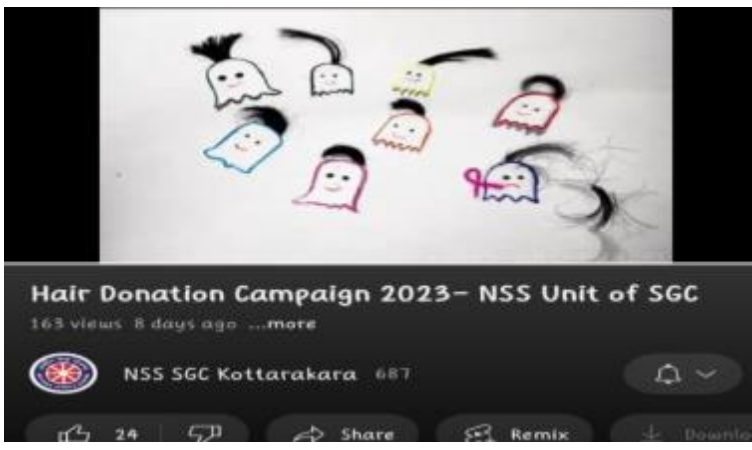 Hair Donation Campaign 2023– NSS Unit of SGC
163 views 8 days ago ...more
NSS SGC Kottarakara 687
24 Share Remix Downlo